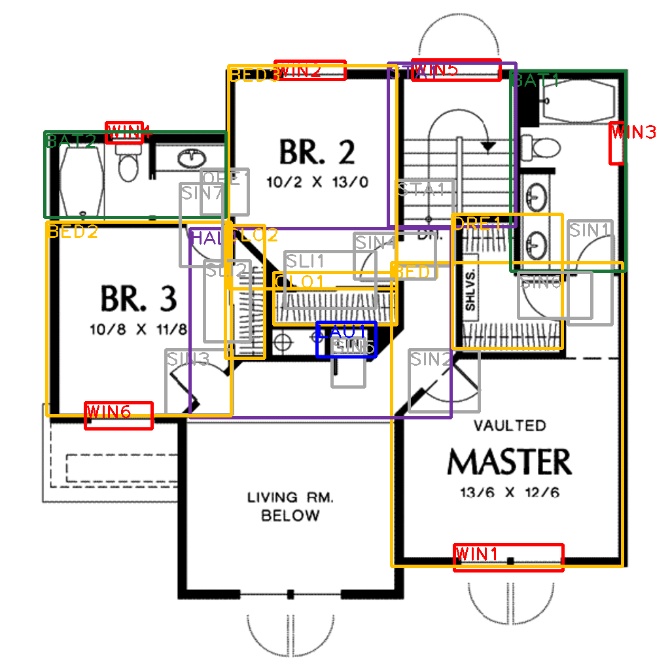 BED3
WIN2
STA1
WIN5
BAT1
WIN4
BAT2
WIN3
BR. 2
10/2 X 13/0
SIN7
STA1
DRE1
BED2
HAL
CLO2
DN.
SIN4
SIN1
SLI1
SLI2
CLO1
BED1
SHLVS.
SIN6
BR. 3
10/8 X 11/8
LAU1
SIN5
SIN3
SIN2
WIN6
VAULTED
MASTER
13/6 X 12/6
LIVING RM.
BELOW
WIN1